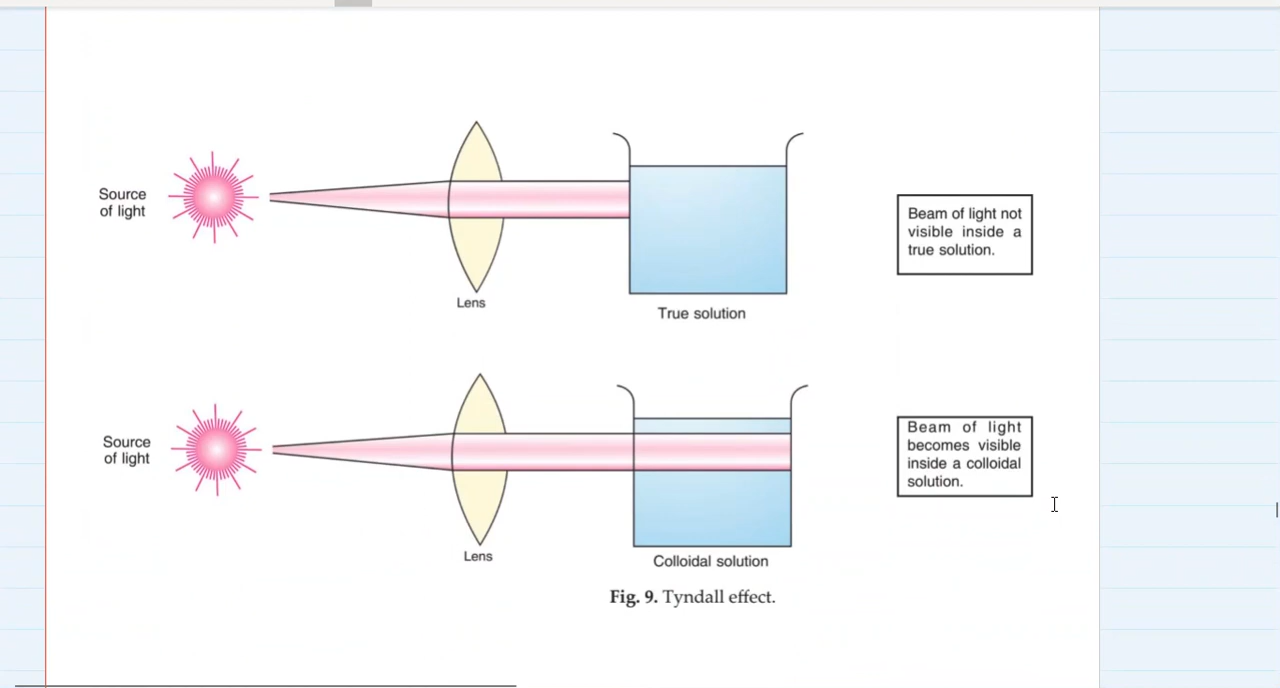 Source
of light
Lens
True solution
Beam of light not
visible inside a
true solution.
Source
of light
Lens
Colloidal solution
Beam of light
becomes visible
inside a colloidal
solution.
Fig. 9. Tyndall effect.